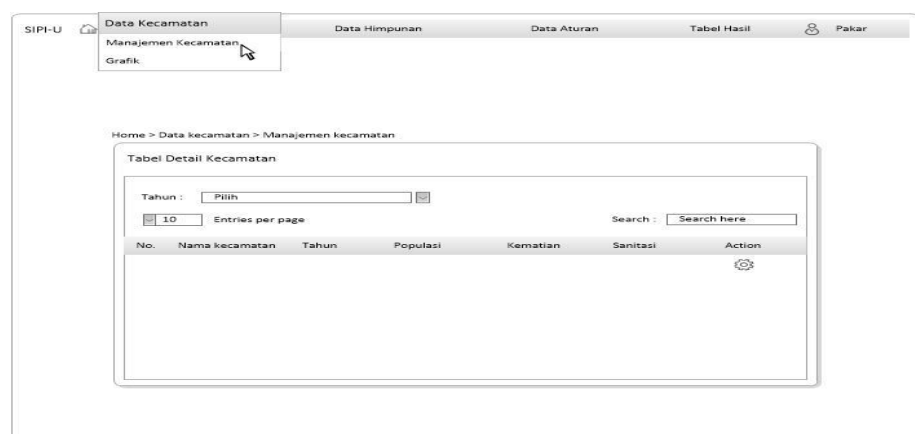 SIPI-U Data Kecamatan Data Himpunan Data Aturan Tabel Hasil Pakar
Manajemen Kecamatan
Grafik
Home > Data kecamatan > Manajemen kecamatan
Tabel Detail Kecamatan
Tahun : Pilih
10 Entries per page Search : Search here
No. Nama kecamatan Tahun Populasi Kematian Sanitasi Action